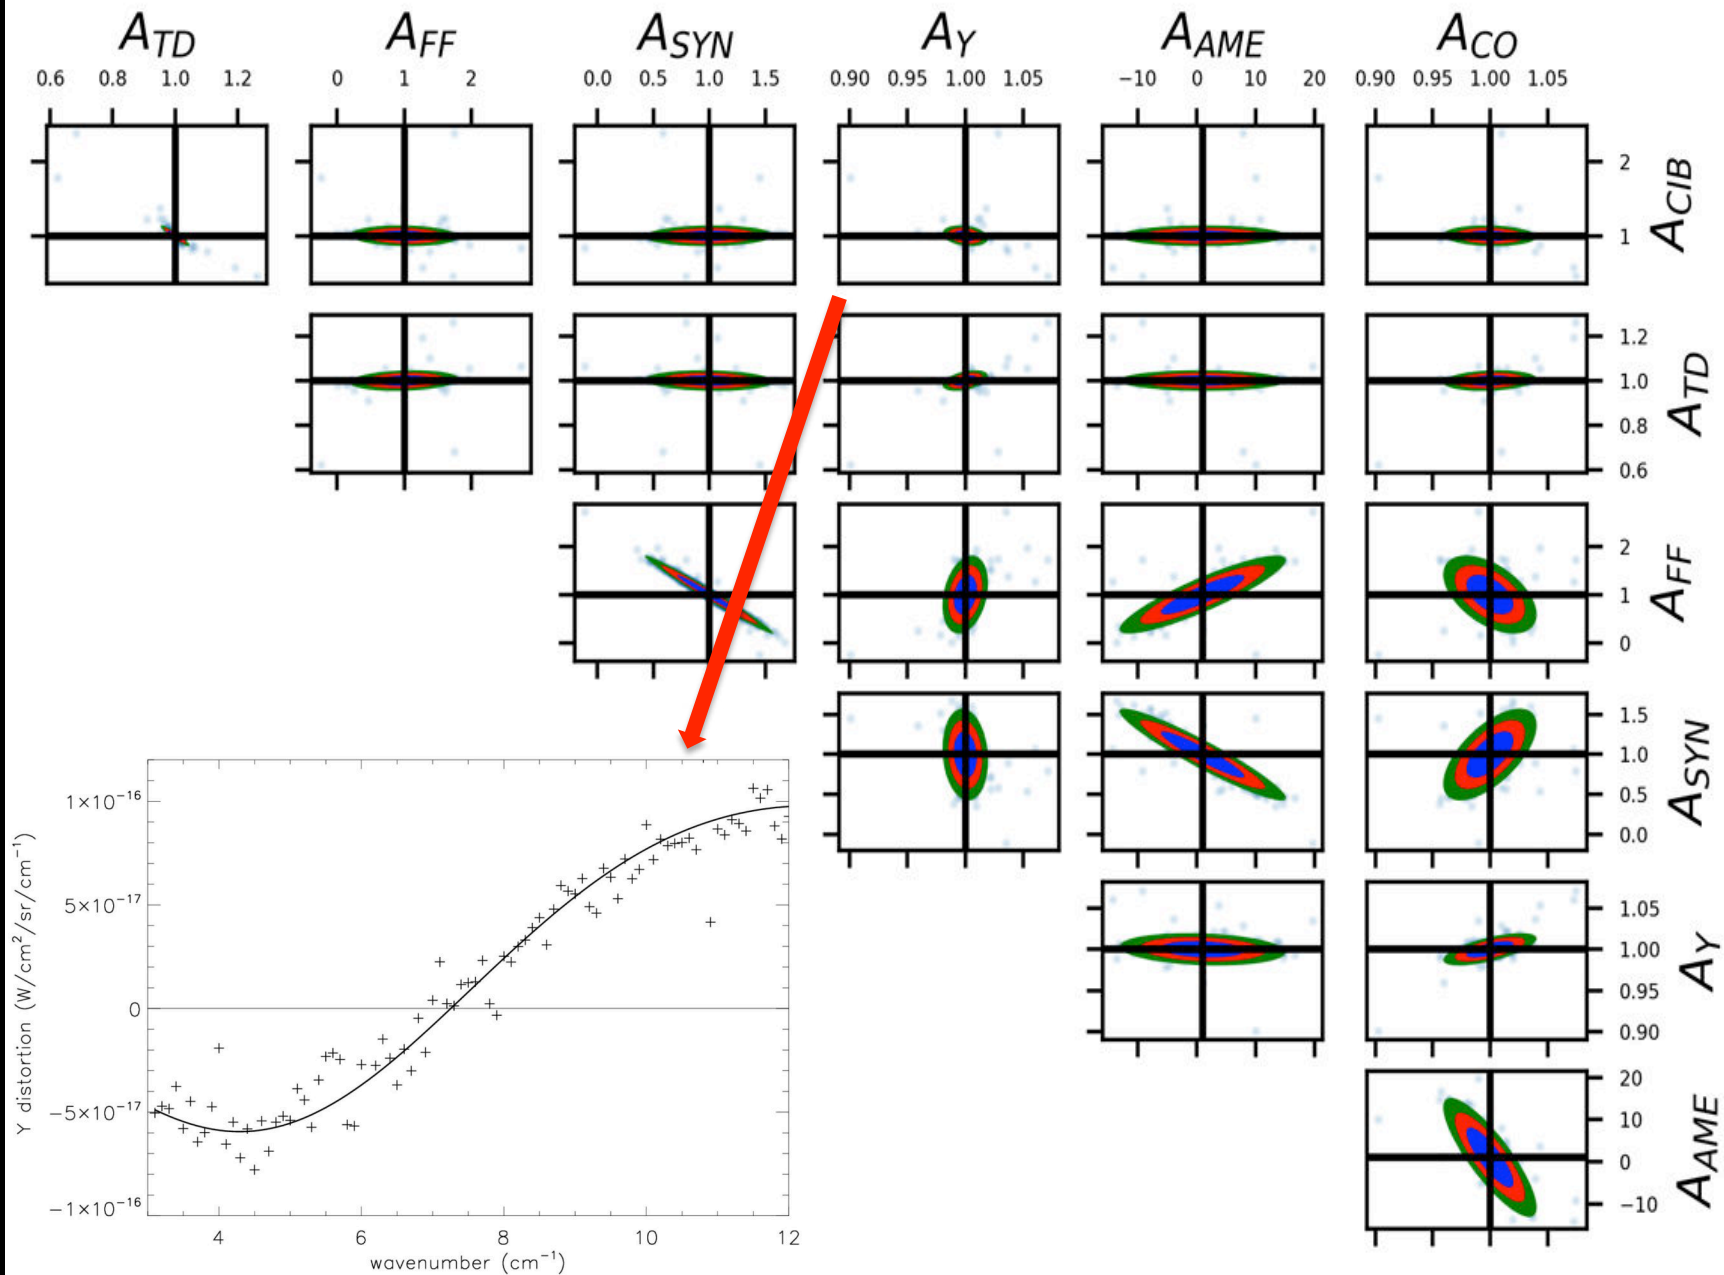 A_TD A_FF A_SYN A_Y A_AME A_CO
0.6 0.8 1.0 1.2 0 1 2 0.0 0.5 1.0 1.5 0.90 0.95 1.00 1.05 −10 0 10 20 0.90 0.95 1.00 1.05
2
1
A_CIB
1.2
1.0
0.8
0.6
A_TD
2
1
0
A_FF
1.5
1.0
0.5
0.0
A_SYN
1.05
1.00
0.95
0.90
A_Y
20
10
0
−10
A_AME
Y distortion (W/cm²/sr/cm⁻¹)
1×10⁻¹⁶
5×10⁻¹⁷
0
−5×10⁻¹⁷
−1×10⁻¹⁶
4 6 8 10 12
wavenumber (cm⁻¹)